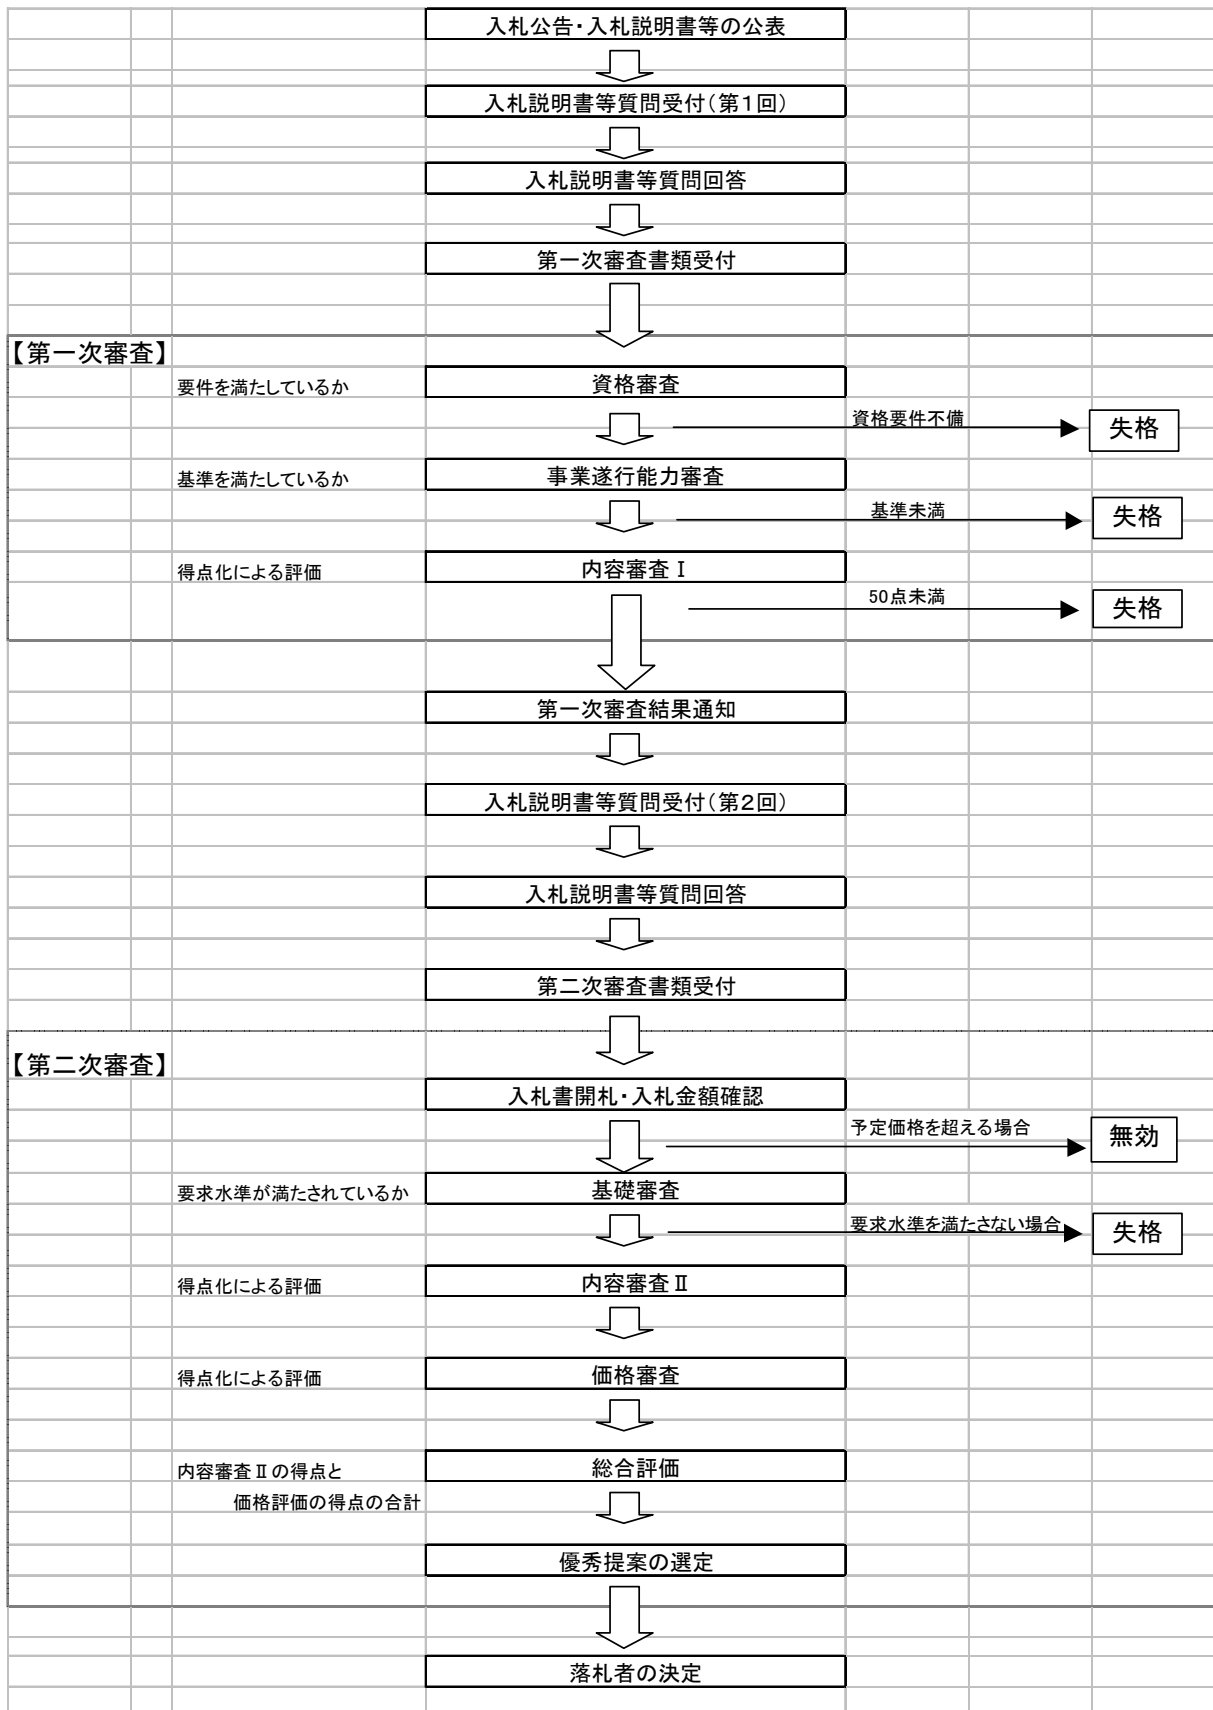 入札公告・入札説明書等の公表
入札説明書等質問受付（第１回）
入札説明書等質問回答
第一次審査書類受付
【第一次審査】
要件を満たしているか
資格審査
資格要件不備
失格
基準を満たしているか
事業遂行能力審査
基準未満
失格
得点化による評価
内容審査Ⅰ
50点未満
失格
第一次審査結果通知
入札説明書等質問受付（第２回）
入札説明書等質問回答
第二次審査書類受付
【第二次審査】
入札書開札・入札金額確認
予定価格を超える場合
無効
要求水準が満たされているか
基礎審査
要求水準を満たさない場合
失格
得点化による評価
内容審査Ⅱ
得点化による評価
価格審査
内容審査Ⅱの得点と
価格評価の得点の合計
総合評価
優秀提案の選定
落札者の決定